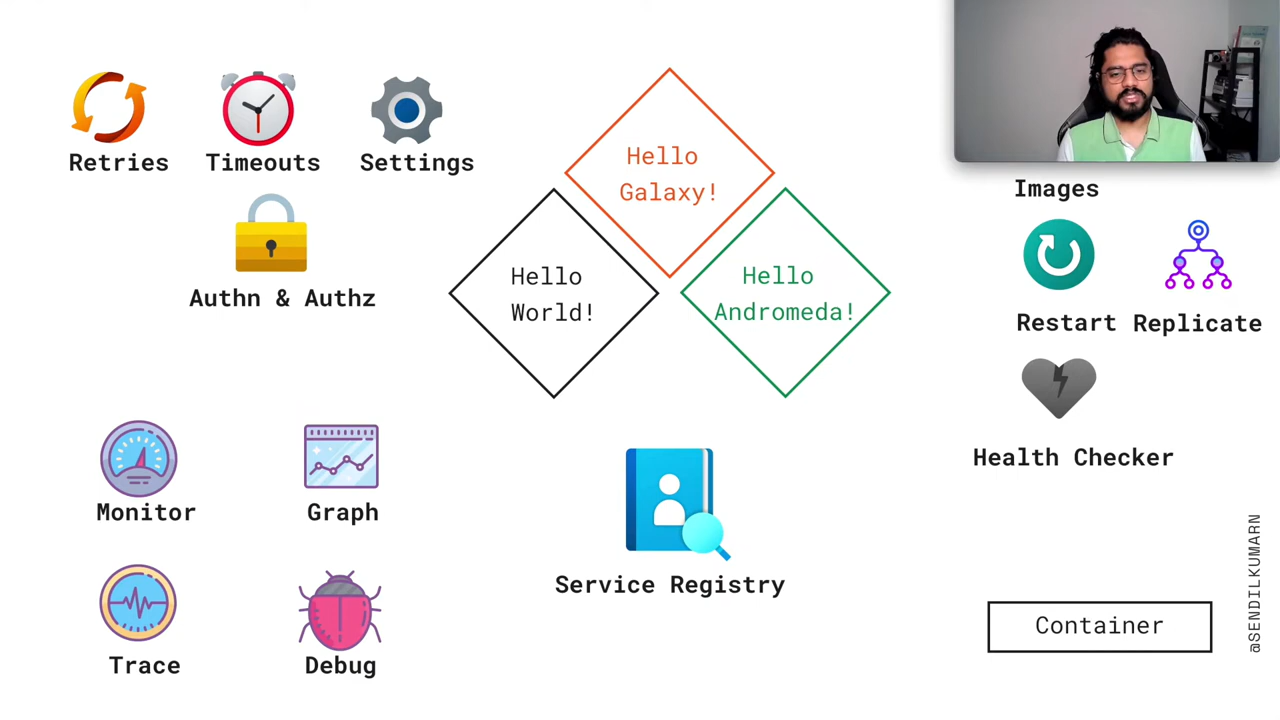 Retries
Timeouts
Settings
Authn & Authz
Hello
Galaxy!
Hello
World!
Hello
Andromeda!
Images
Restart
Replicate
Health Checker
Monitor
Graph
Trace
Debug
Service Registry
Container
@SENDILKUMARN